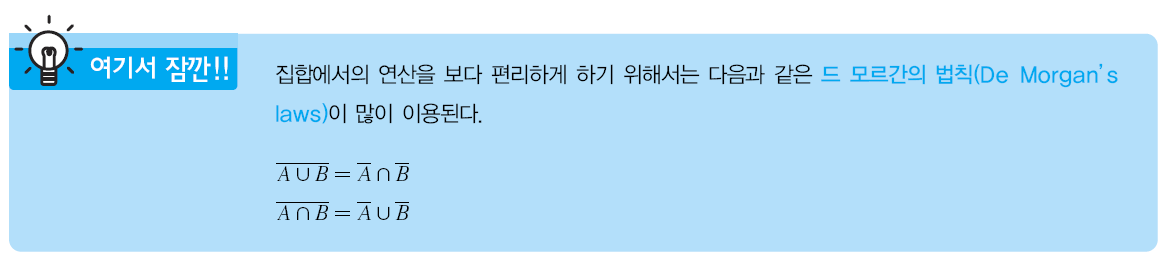 여기서 잠깐!!
집합에서의 연산을 보다 편리하게 하기 위해서는 다음과 같은 드 모르간의 법칙(De Morgan’s
laws)이 많이 이용된다.
$\overline{A \cup B} = \overline{A} \cap \overline{B}$
$\overline{A \cap B} = \overline{A} \cup \overline{B}$